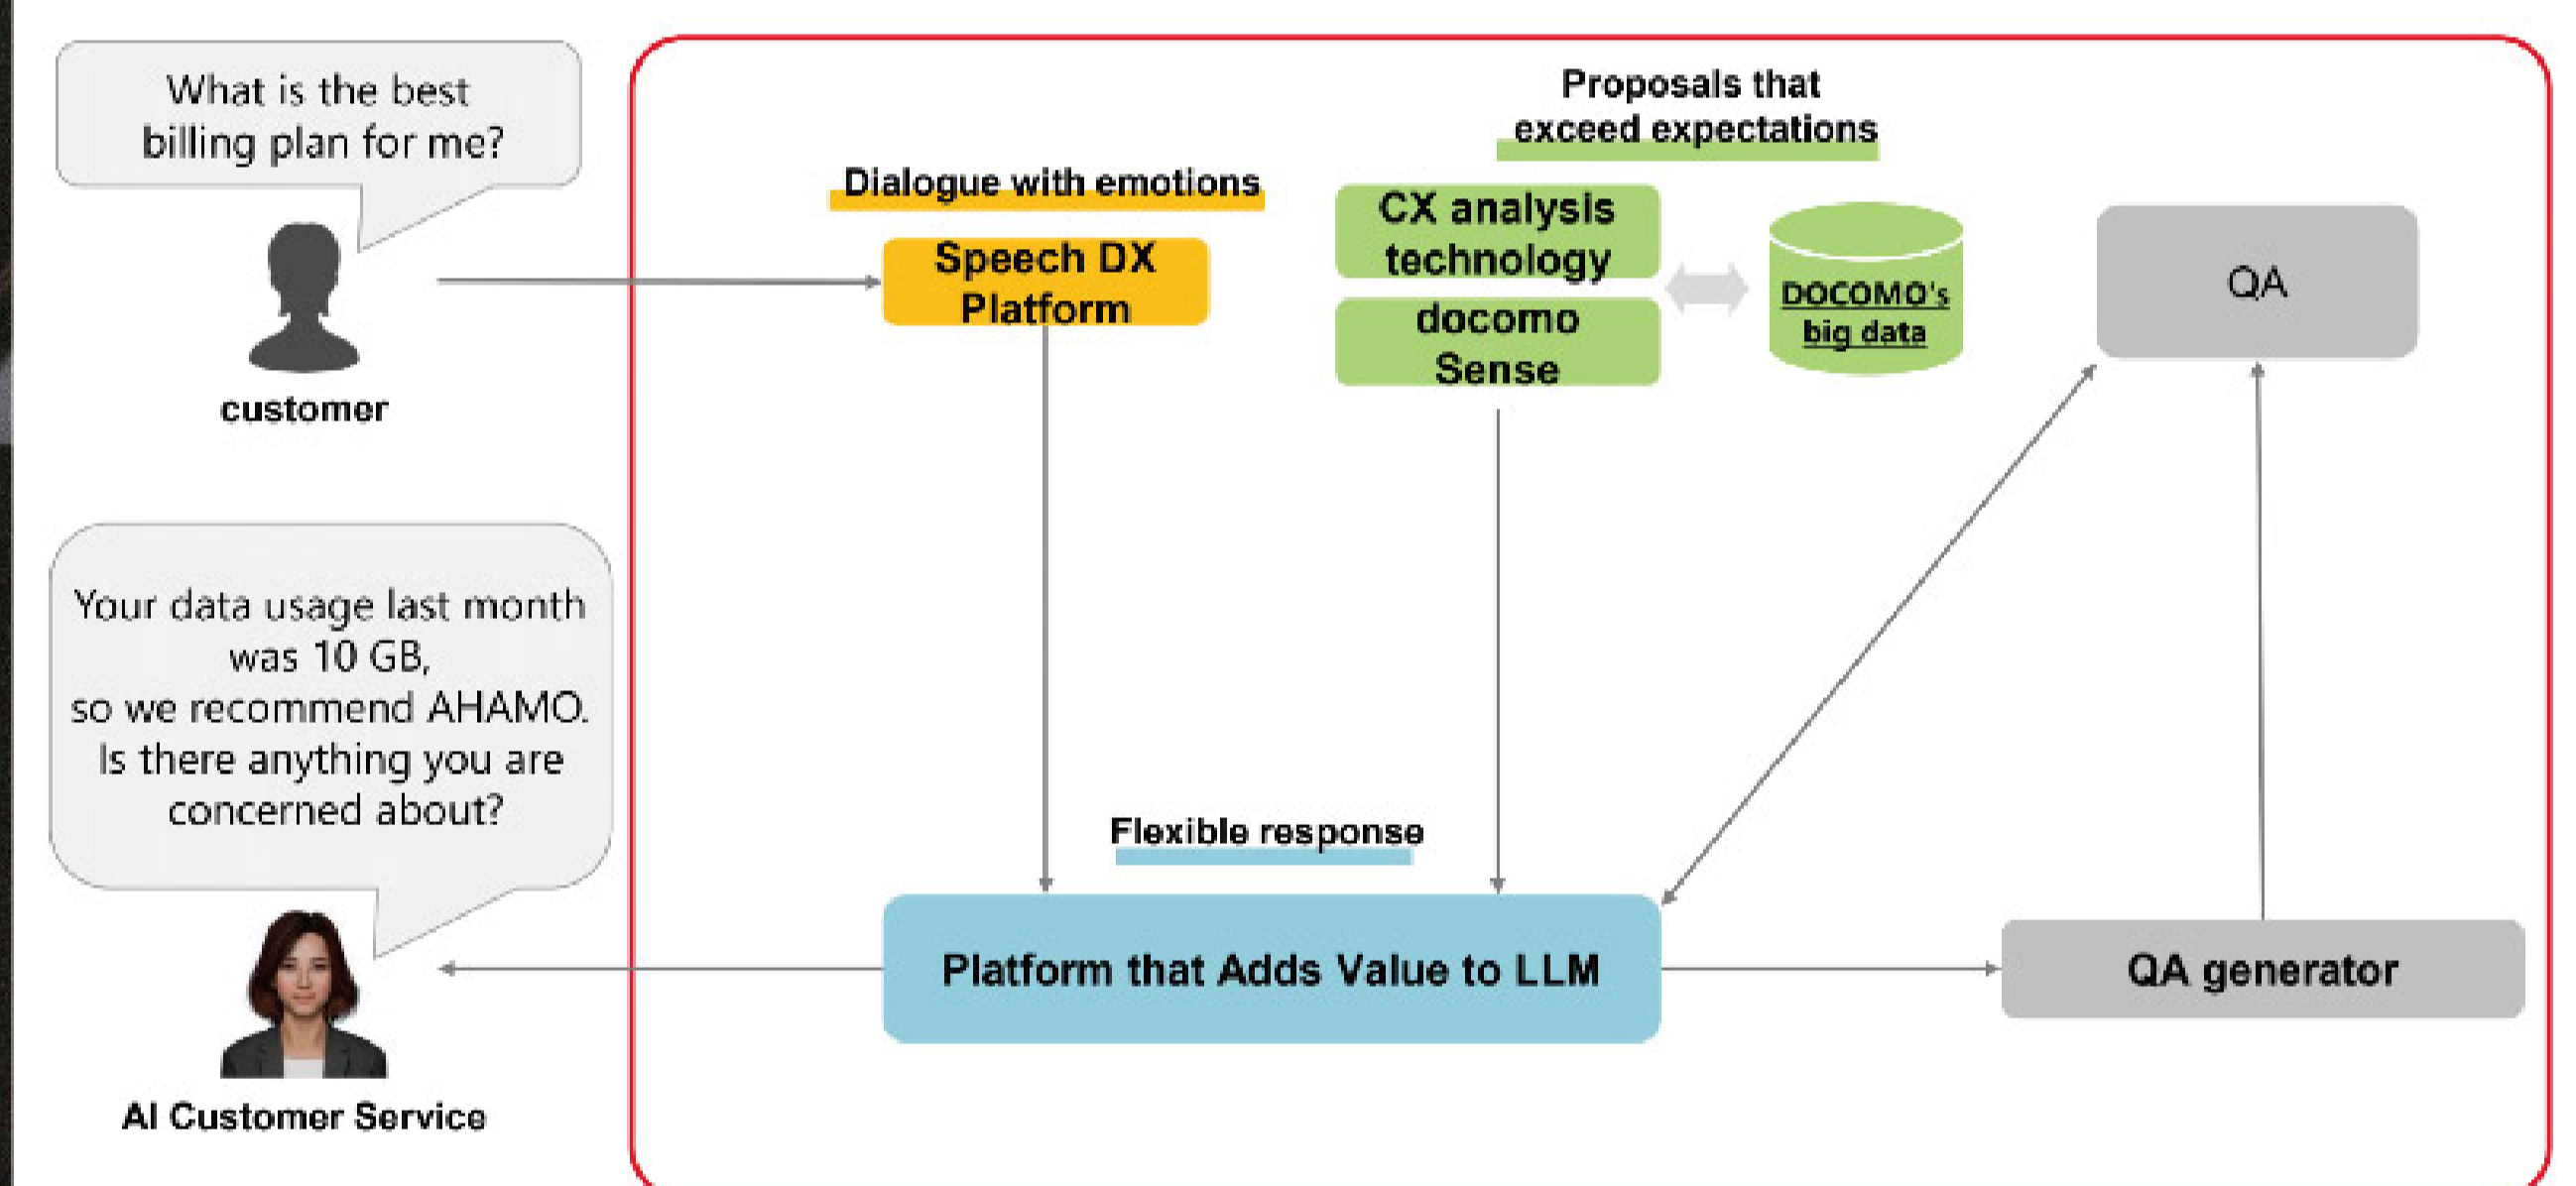 What is the best
billing plan for me?
customer
Your data usage last month
was 10 GB,
so we recommend AHAMO.
Is there anything you are
concerned about?
AI Customer Service
Dialogue with emotions
Speech DX
Platform
Proposals that
exceed expectations
CX analysis
technology
docomo
Sense
DOCOMO's
big data
QA
Flexible response
Platform that Adds Value to LLM
QA generator